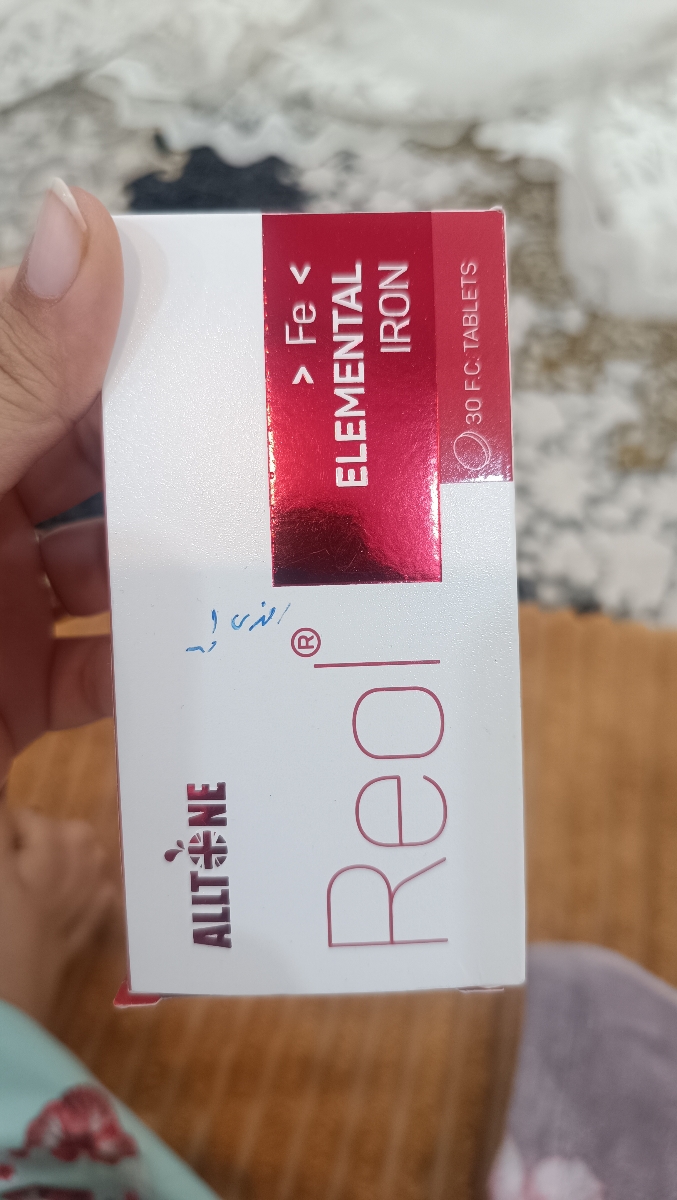 > Fe <
ELEMENTAL
IRON
30 F.C. TABLETS
Reol®
ALLTONE